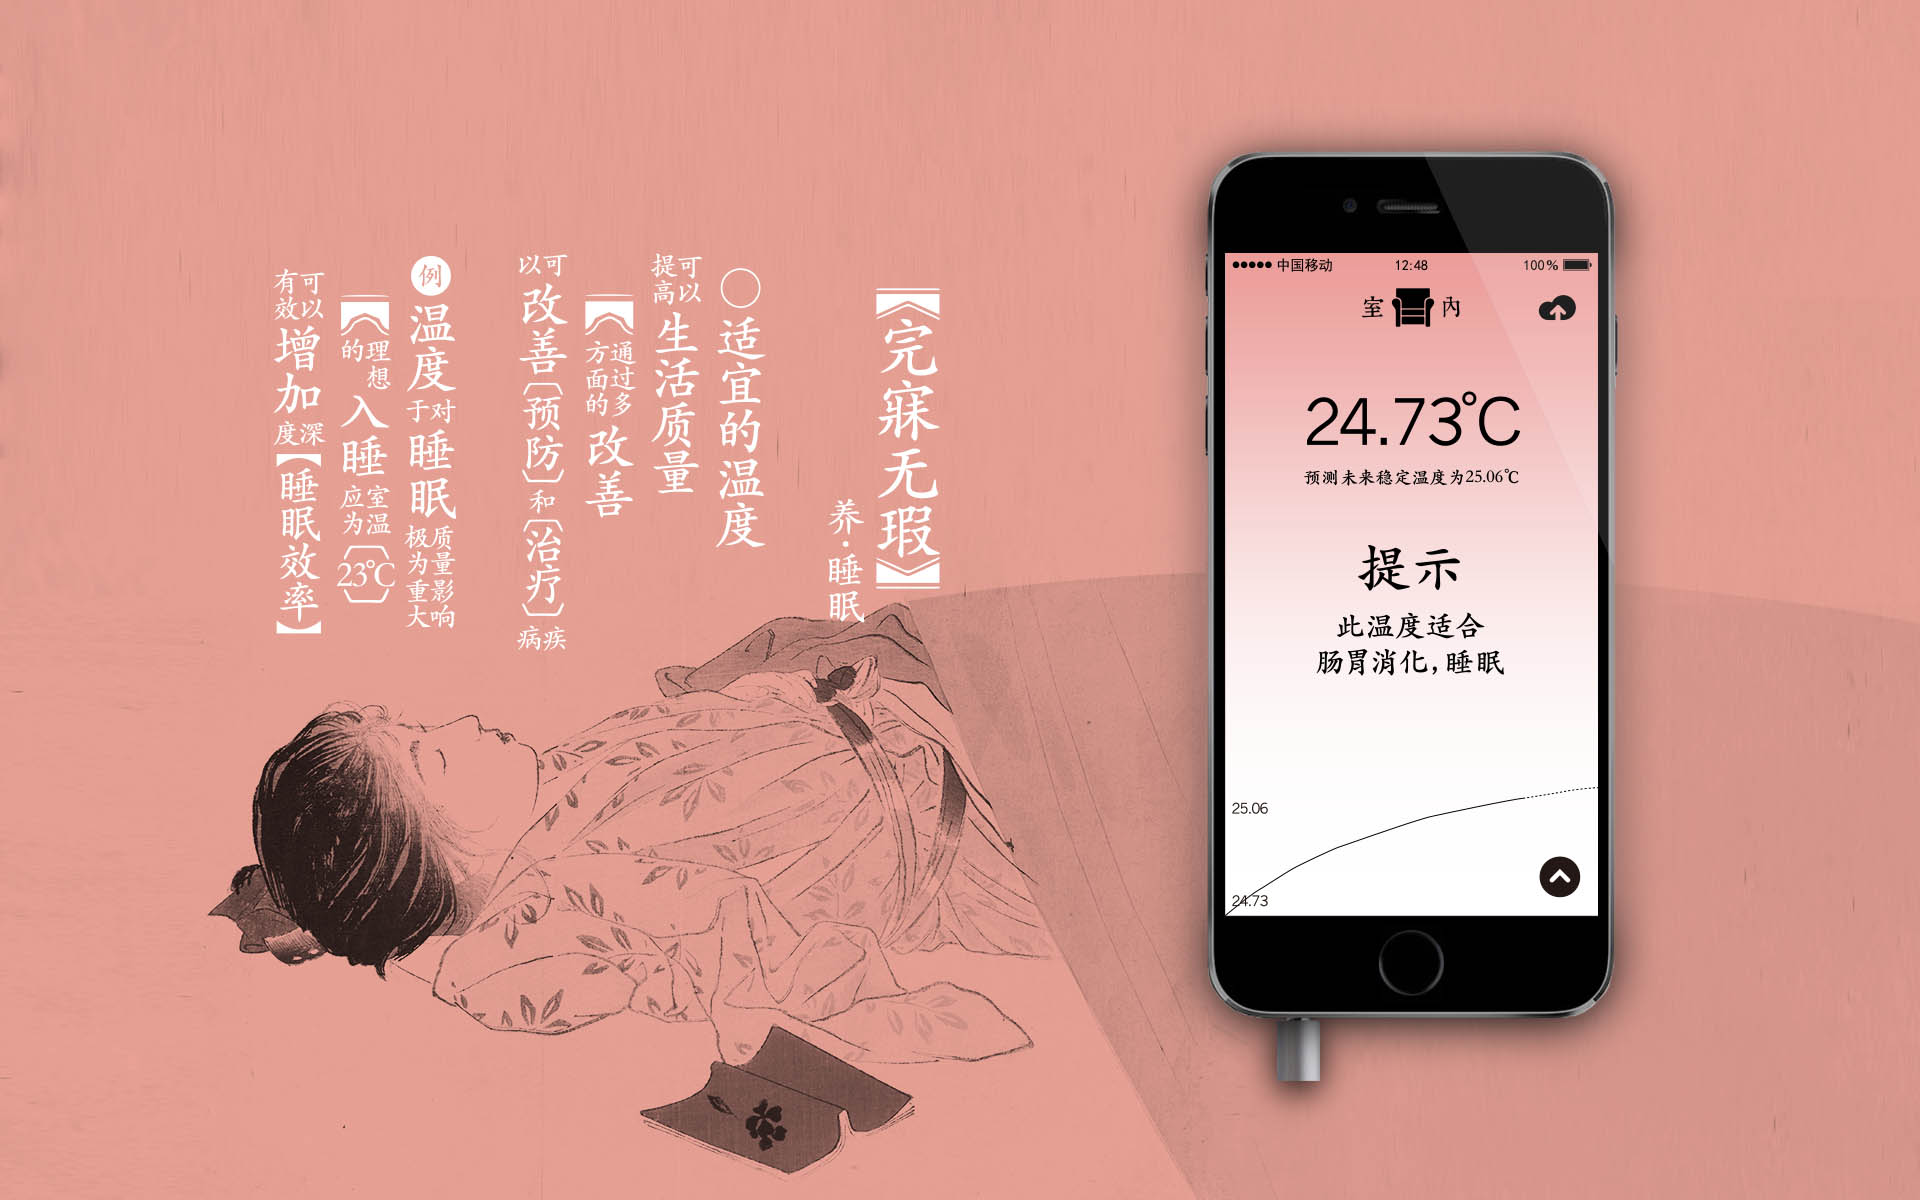 《完寐无瑕》
养·睡眠
〇适宜的温度
可以提高生活质量
《通过多方面的改善
可以改善〔预防〕和〔治疗〕疾病
例 温度对于睡眠质量影响极为重大
《理想的入睡室温应为〔23℃〕
可以有效增加深度【睡眠效率】
中国移动 12:48 100%
室內
24.73℃
预测未来稳定温度为25.06℃
提示
此温度适合
肠胃消化，睡眠
25.06
24.73